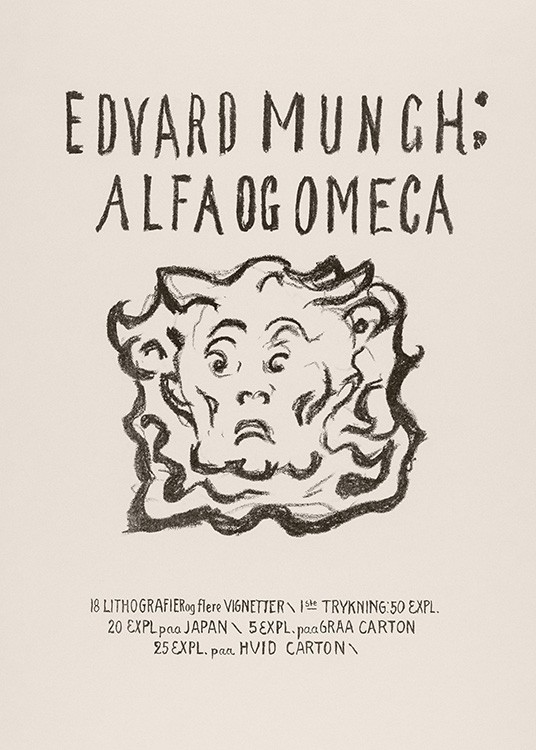 EDVARD MUNGH:
ALFA OG OMEGA
18 LITHOGRAFIER og flere VIGNETTER \ 1ste TRYKNING: 50 EXPL.
20 EXPL paa JAPAN \ 5 EXPL. paa GRAA CARTON
25 EXPL. paa HVID CARTON \